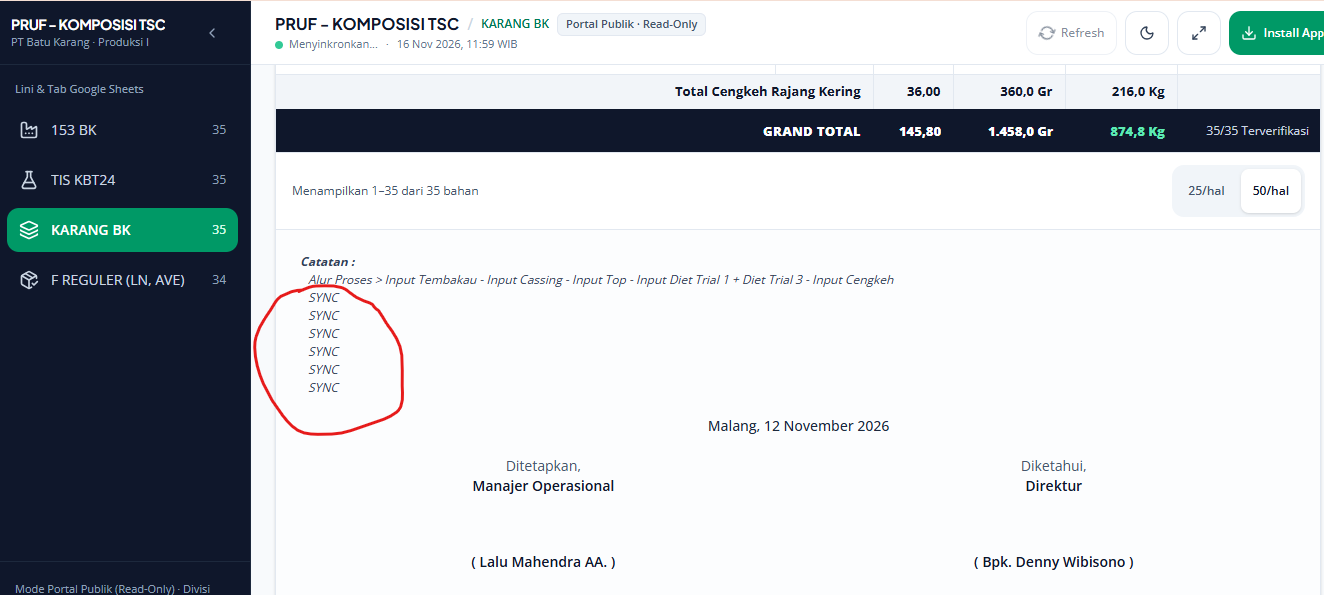 PRUF – KOMPOSISI TSC
PT Batu Karang · Produksi I
Lini & Tab Google Sheets
153 BK 35
TIS KBT24 35
KARANG BK 35
F REGULER (LN, AVE) 34
Mode Portal Publik (Read-Only) · Divisi
PRUF – KOMPOSISI TSC / KARANG BK Portal Publik · Read-Only
Menyinkronkan... · 16 Nov 2026, 11:59 WIB
Refresh
Install App
Total Cengkeh Rajang Kering 36,00 360,0 Gr 216,0 Kg
GRAND TOTAL 145,80 1.458,0 Gr 874,8 Kg 35/35 Terverifikasi
Menampilkan 1–35 dari 35 bahan 25/hal 50/hal
Catatan :
Alur Proses > Input Tembakau - Input Cassing - Input Top - Input Diet Trial 1 + Diet Trial 3 - Input Cengkeh
SYNC
SYNC
SYNC
SYNC
SYNC
SYNC
Malang, 12 November 2026
Ditetapkan, Diketahui,
Manajer Operasional Direktur
( Lalu Mahendra AA. ) ( Bpk. Denny Wibisono )